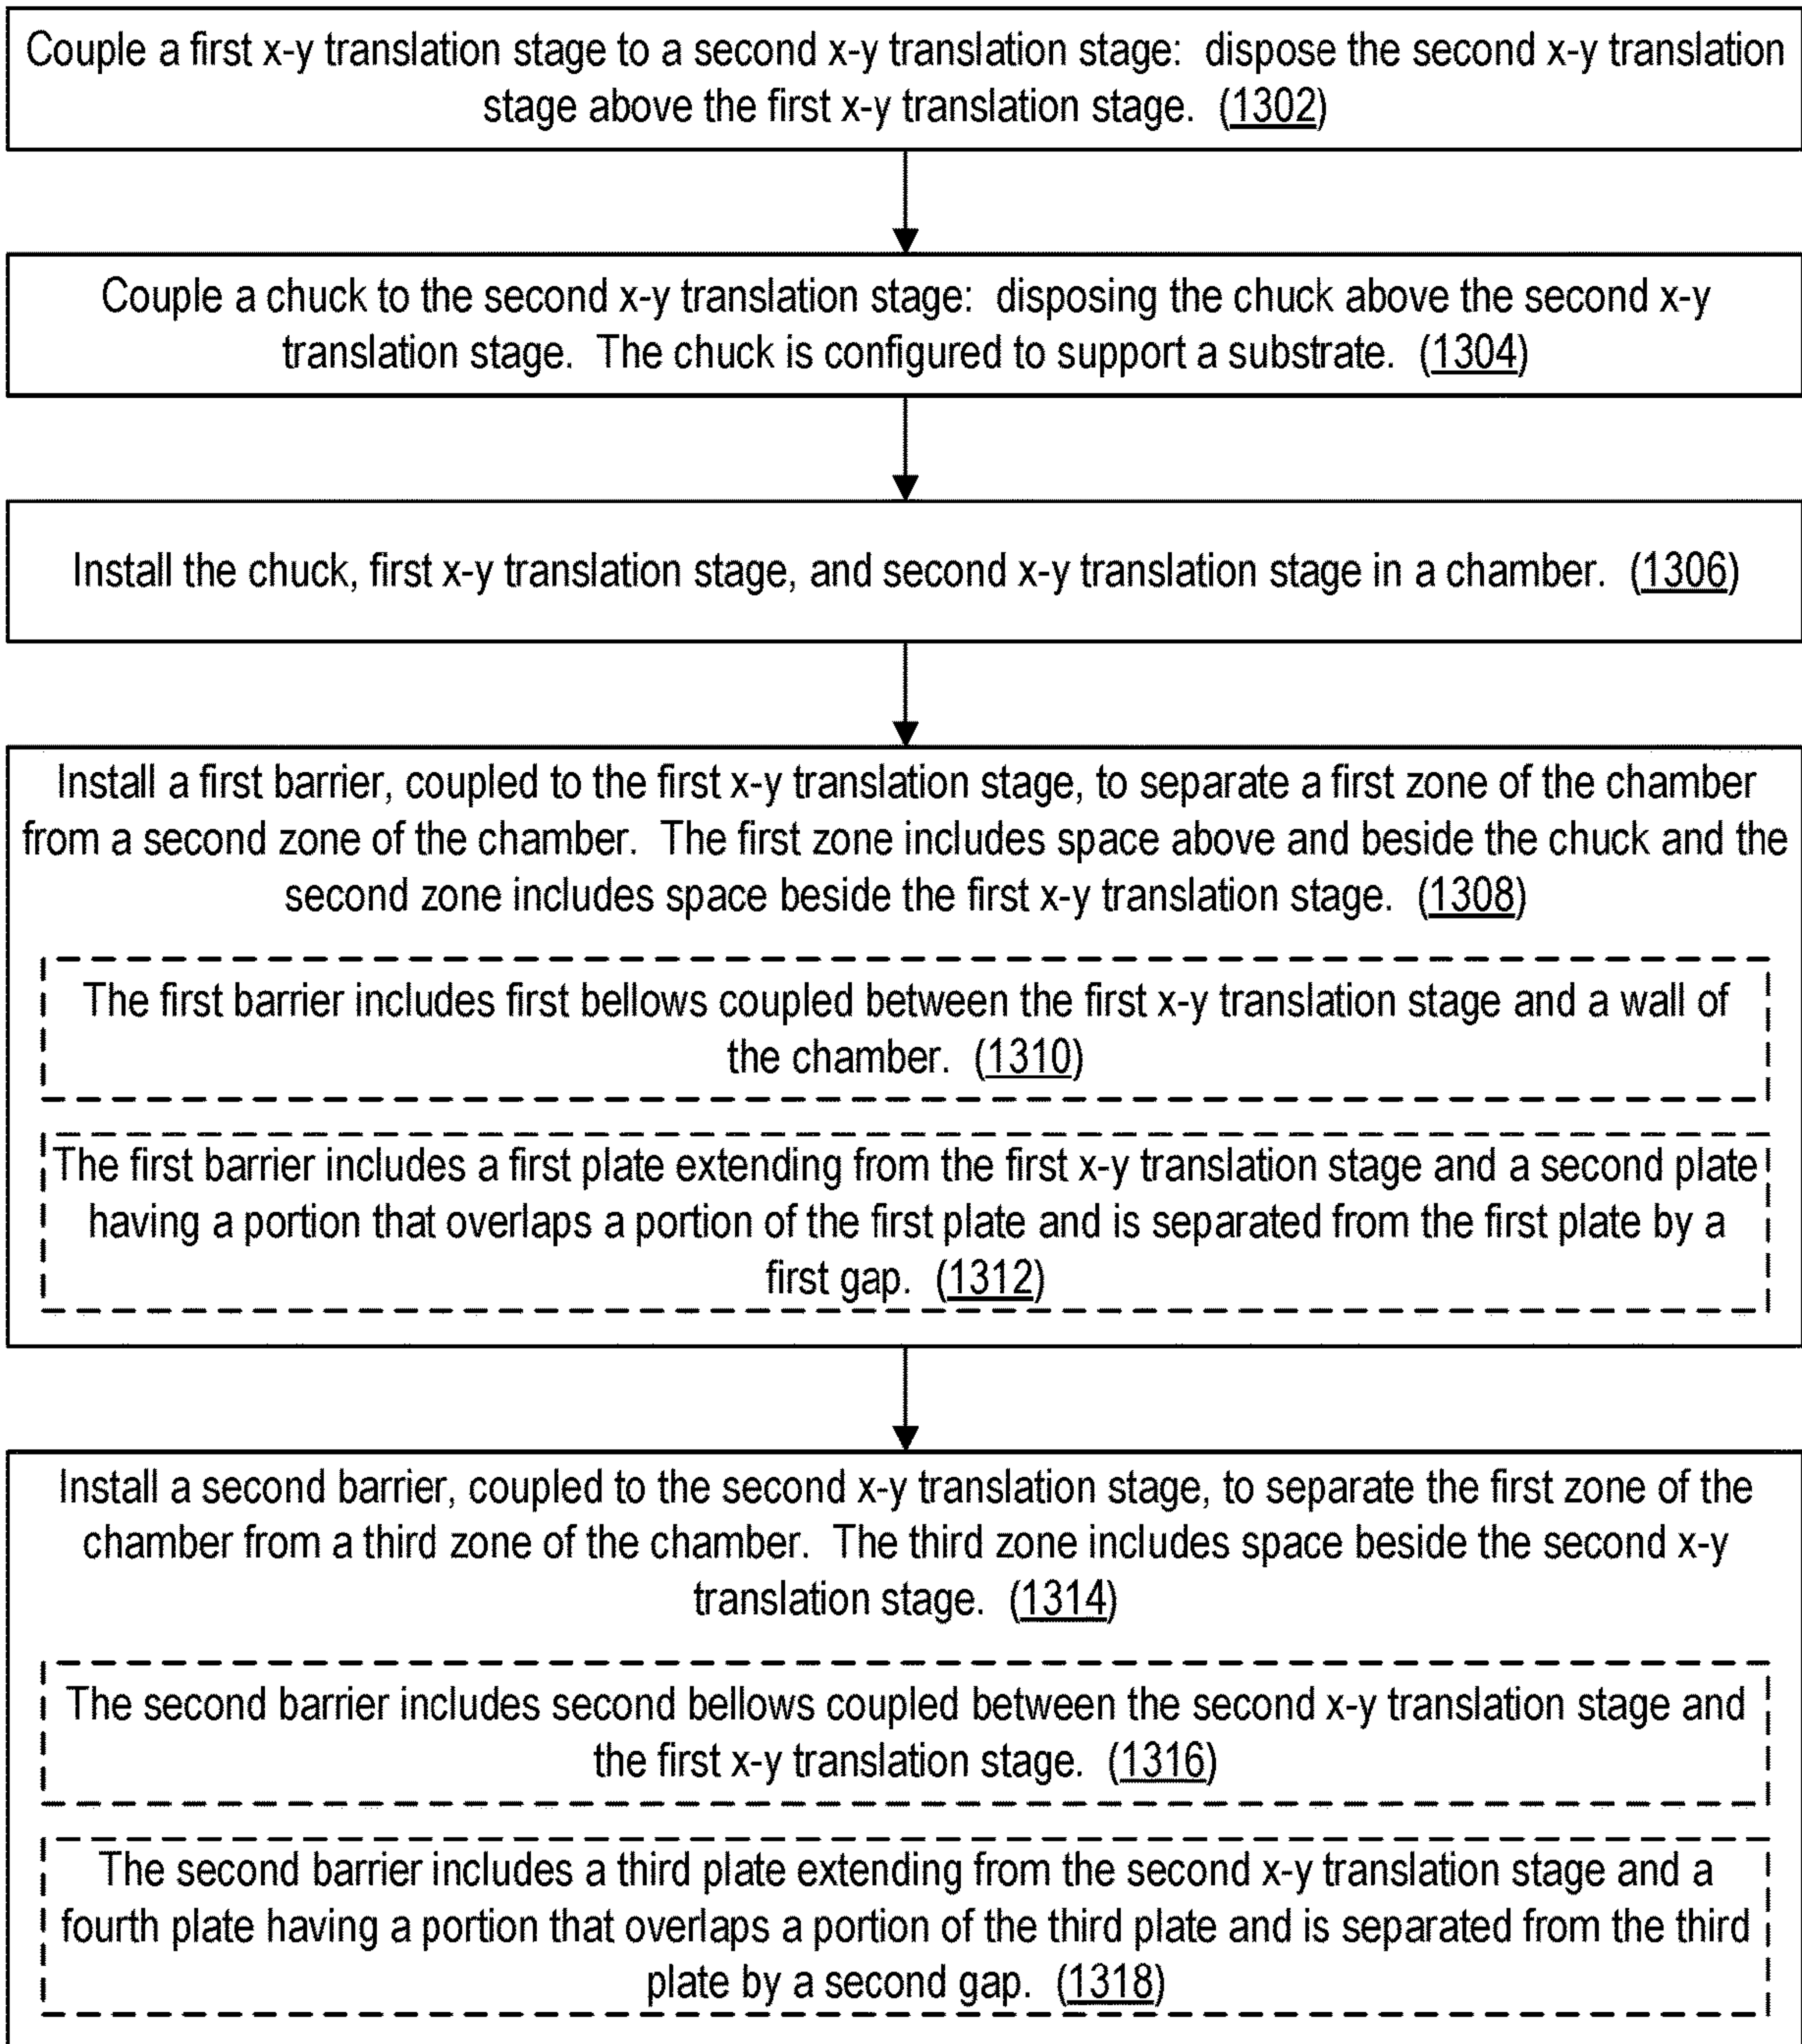 Couple a first x-y translation stage to a second x-y translation stage: dispose the second x-y translation
stage above the first x-y translation stage. (1302)
Couple a chuck to the second x-y translation stage: disposing the chuck above the second x-y
translation stage. The chuck is configured to support a substrate. (1304)
Install the chuck, first x-y translation stage, and second x-y translation stage in a chamber. (1306)
Install a first barrier, coupled to the first x-y translation stage, to separate a first zone of the chamber
from a second zone of the chamber. The first zone includes space above and beside the chuck and the
second zone includes space beside the first x-y translation stage. (1308)
The first barrier includes first bellows coupled between the first x-y translation stage and a wall of
the chamber. (1310)
The first barrier includes a first plate extending from the first x-y translation stage and a second plate
having a portion that overlaps a portion of the first plate and is separated from the first plate by a
first gap. (1312)
Install a second barrier, coupled to the second x-y translation stage, to separate the first zone of the
chamber from a third zone of the chamber. The third zone includes space beside the second x-y
translation stage. (1314)
The second barrier includes second bellows coupled between the second x-y translation stage and
the first x-y translation stage. (1316)
The second barrier includes a third plate extending from the second x-y translation stage and a
fourth plate having a portion that overlaps a portion of the third plate and is separated from the third
plate by a second gap. (1318)